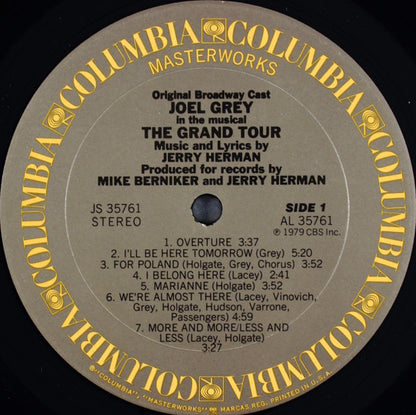 COLUMBIA COLUMBIA COLUMBIA COLUMBIA COLUMBIA COLUMBIA
MASTERWORKS
Original Broadway Cast
JOEL GREY
in the musical
THE GRAND TOUR
Music and Lyrics by
JERRY HERMAN
Produced for records by
MIKE BERNIKER and JERRY HERMAN
JS 35761
STEREO
SIDE 1
AL 35761
℗ 1979 CBS Inc.
1. OVERTURE 3:37
2. I'LL BE HERE TOMORROW (Grey) 5:20
3. FOR POLAND (Holgate, Grey, Chorus) 3:52
4. I BELONG HERE (Lacey) 2:41
5. MARIANNE (Holgate) 3:52
6. WE'RE ALMOST THERE (Lacey, Vinovich,
Grey, Holgate, Hudson, Varrone,
Passengers) 4:59
7. MORE AND MORE/LESS AND
LESS (Lacey, Holgate)
3:27
"COLUMBIA", "MASTERWORKS" MARCAS REG. PRINTED IN U.S.A.